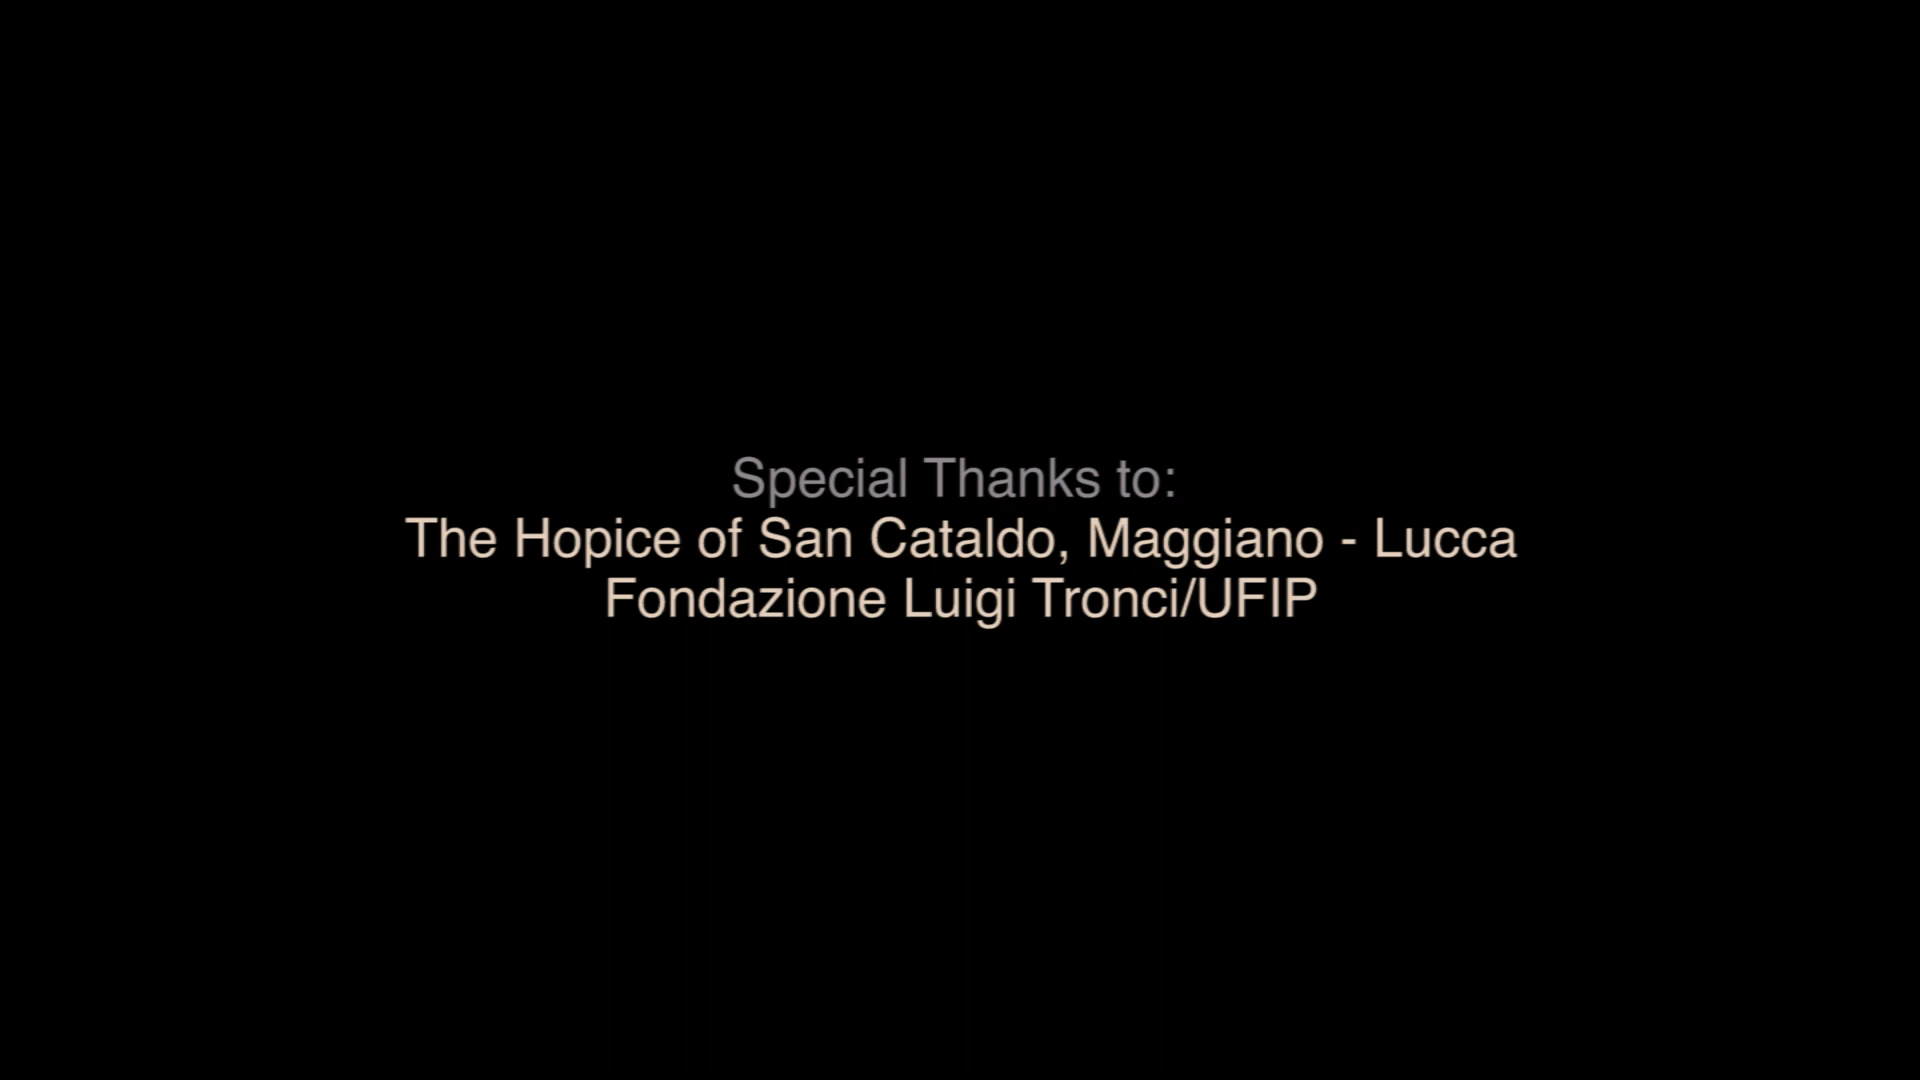 Special Thanks to:
The Hopice of San Cataldo, Maggiano - Lucca
Fondazione Luigi Tronci/UFIP